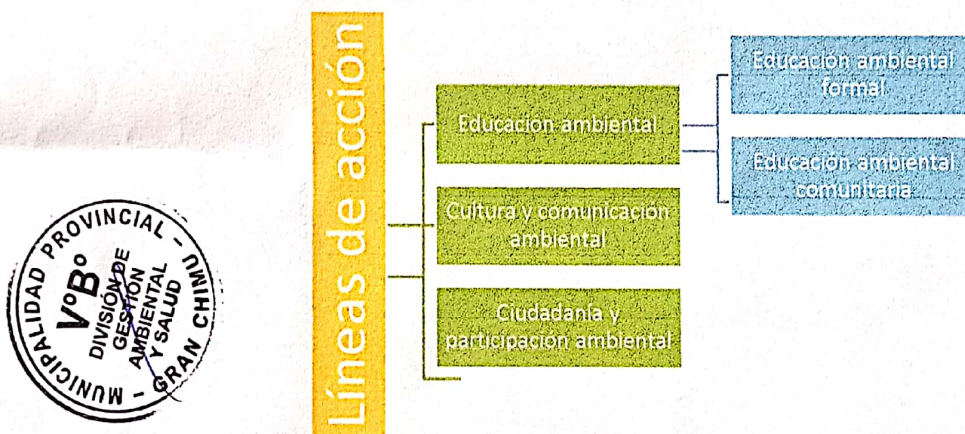 Líneas de acción
Educación ambiental
Cultura y comunicación
ambiental
Ciudadanía y
participación ambiental
Educación ambiental
formal
Educación ambiental
comunitaria
MUNICIPALIDAD PROVINCIAL - GRAN CHIMU -
VºBº
DIVISIÓN DE
GESTIÓN
AMBIENTAL
Y SALUD